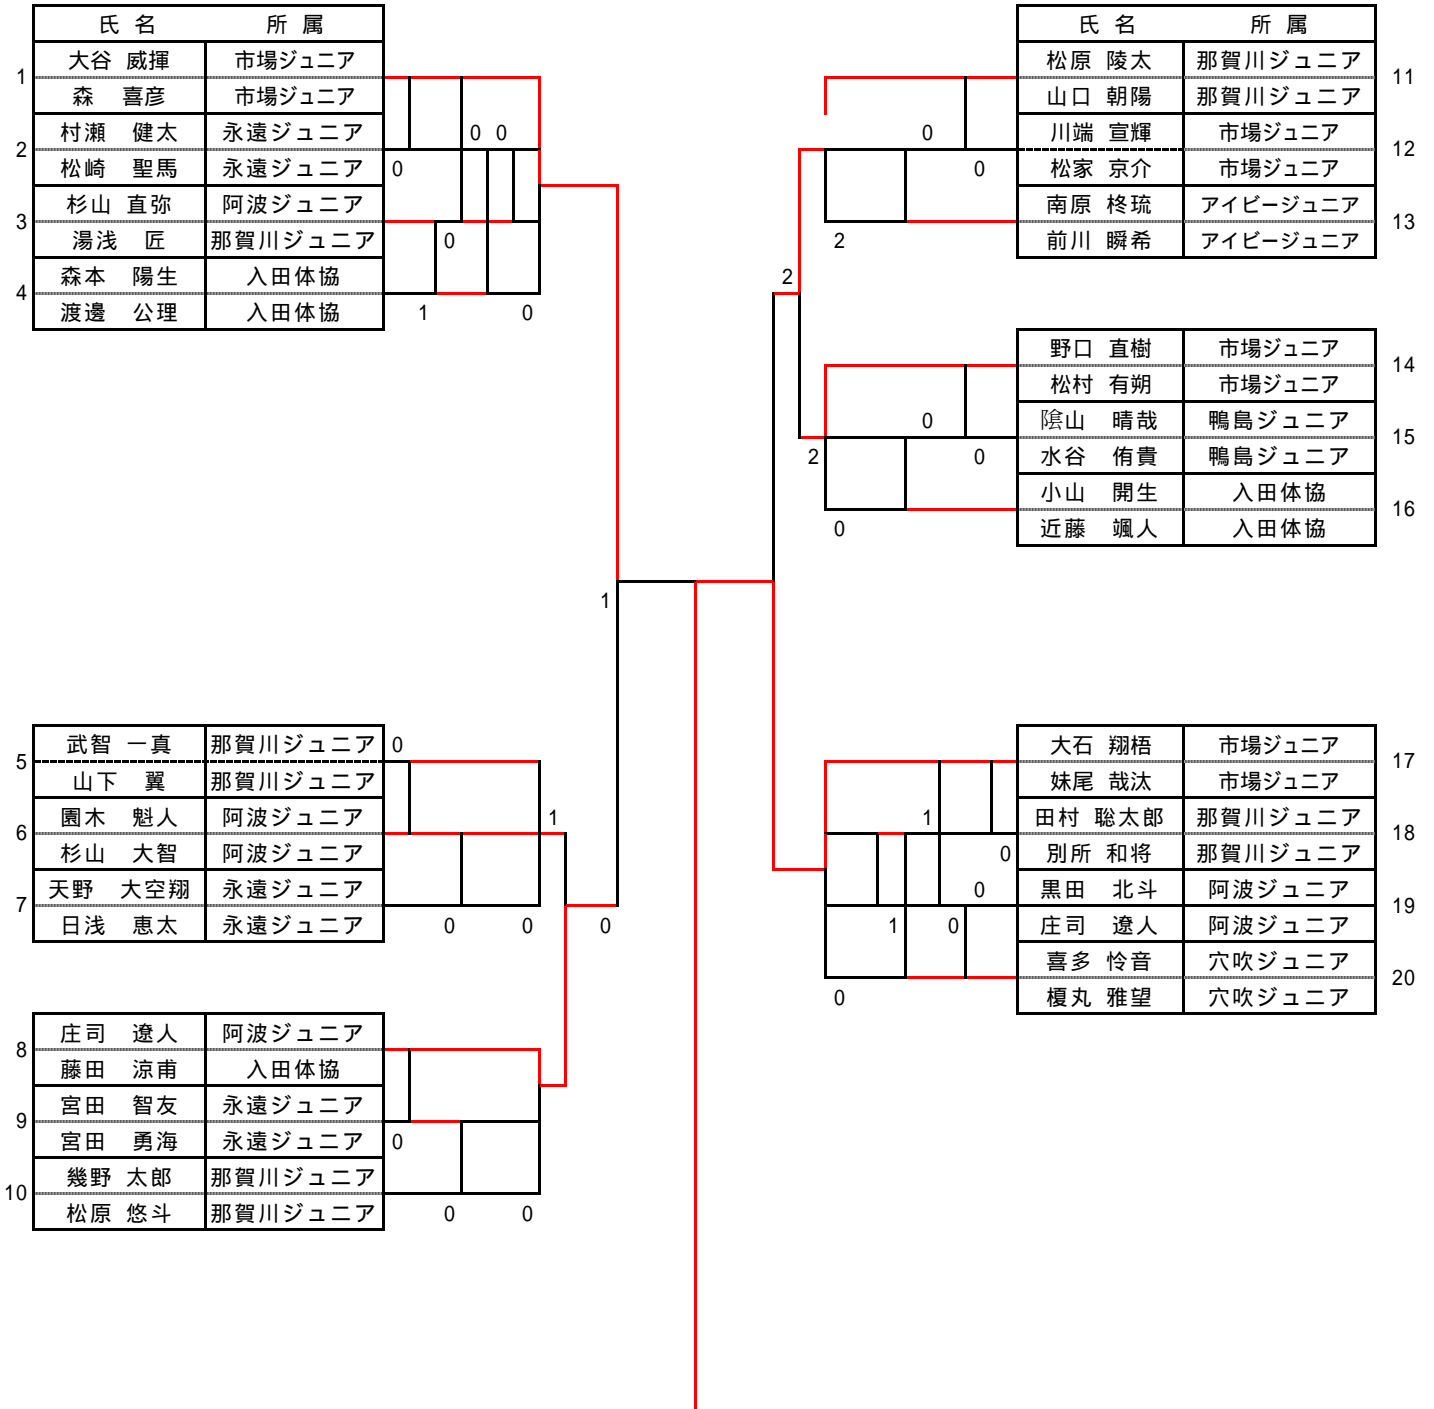 氏 名 所 属
1
大谷 威揮 市場ジュニア
森 喜彦 市場ジュニア
2
村瀬 健太 永遠ジュニア
松崎 聖馬 永遠ジュニア
3
杉山 直弥 阿波ジュニア
湯浅 匠 那賀川ジュニア
4
森本 陽生 入田体協
渡邊 公理 入田体協
0 0
0
0
1 0
5
武智 一真 那賀川ジュニア
山下 翼 那賀川ジュニア
6
園木 魁人 阿波ジュニア
杉山 大智 阿波ジュニア
7
天野 大空翔 永遠ジュニア
日浅 恵太 永遠ジュニア
0
1
0 0 0
8
庄司 遼人 阿波ジュニア
藤田 涼甫 入田体協
9
宮田 智友 永遠ジュニア
宮田 勇海 永遠ジュニア
10
幾野 太郎 那賀川ジュニア
松原 悠斗 那賀川ジュニア
0
0 0
1
2
氏 名 所 属
松原 陵太 那賀川ジュニア
11
山口 朝陽 那賀川ジュニア
川端 宣輝 市場ジュニア
12
松家 京介 市場ジュニア
南原 柊琉 アイビージュニア
13
前川 瞬希 アイビージュニア
0
0
2
野口 直樹 市場ジュニア
14
松村 有朔 市場ジュニア
陰山 晴哉 鴨島ジュニア
15
水谷 侑貴 鴨島ジュニア
小山 開生 入田体協
16
近藤 颯人 入田体協
0
2 0
0
大石 翔梧 市場ジュニア
17
妹尾 哉汰 市場ジュニア
田村 聡太郎 那賀川ジュニア
18
別所 和将 那賀川ジュニア
黒田 北斗 阿波ジュニア
19
庄司 遼人 阿波ジュニア
喜多 怜音 穴吹ジュニア
20
榎丸 雅望 穴吹ジュニア
1
0
0
1 0
0